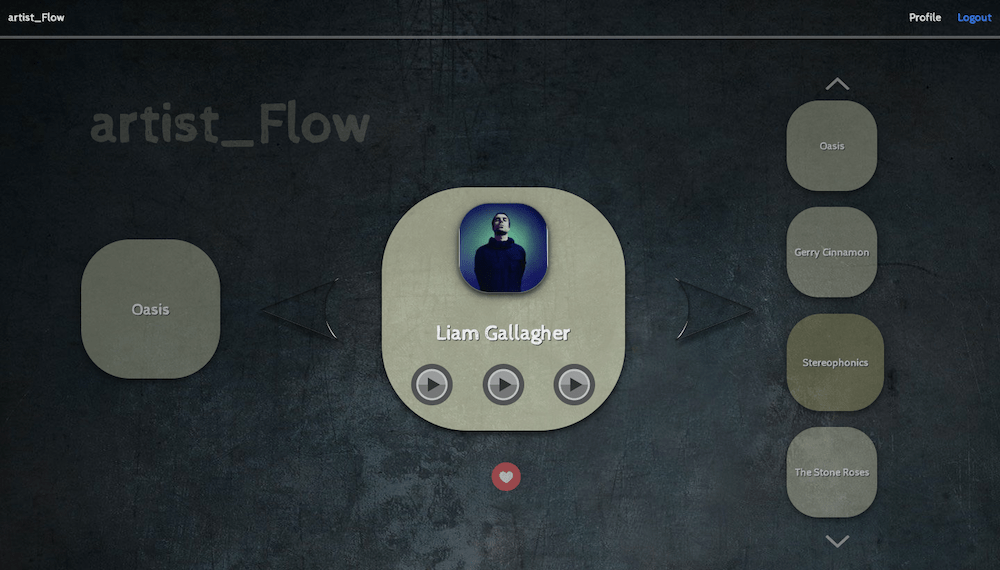 artist_Flow
Profile
Logout
artist_Flow
Oasis
Liam Gallagher
Oasis
Gerry Cinnamon
Stereophonics
The Stone Roses